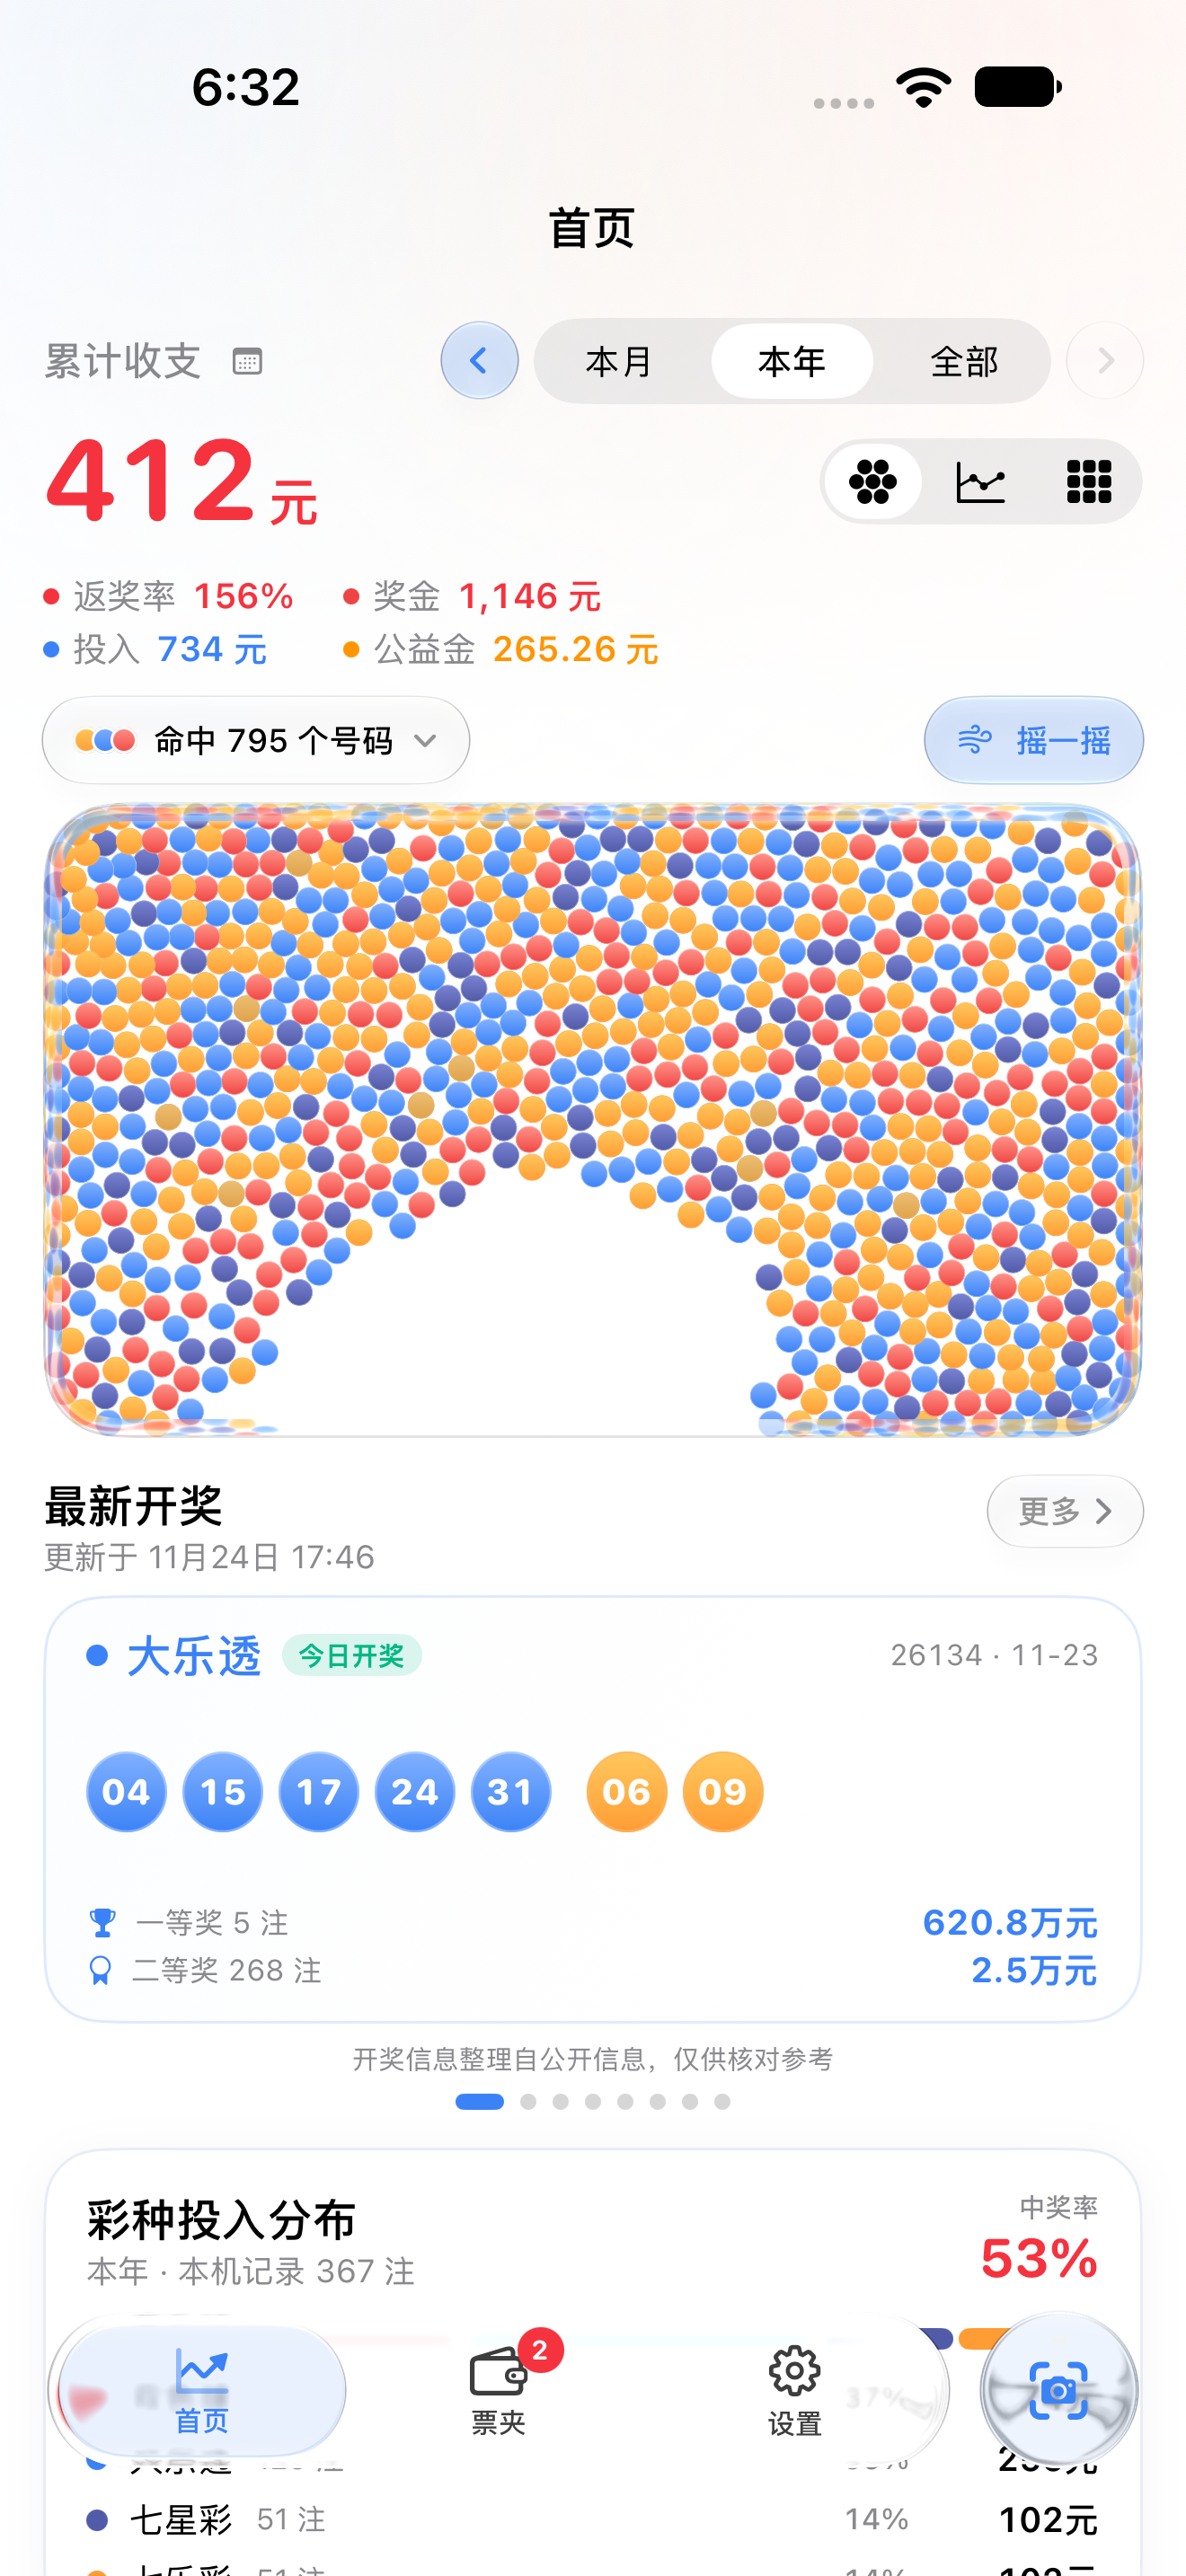 6:32
首页
累计收支
本月 本年 全部
412 元
返奖率 156% 奖金 1,146 元
投入 734 元 公益金 265.26 元
命中 795 个号码
摇一摇
最新开奖
更多
更新于 11月24日 17:46
大乐透 今日开奖 26134 · 11-23
04 15 17 24 31 06 09
一等奖 5 注 620.8万元
二等奖 268 注 2.5万元
开奖信息整理自公开信息，仅供核对参考
彩种投入分布
中奖率
本年 · 本机记录 367 注
53%
2
37%
首页 票夹 设置
七星彩 51 注 14% 102元